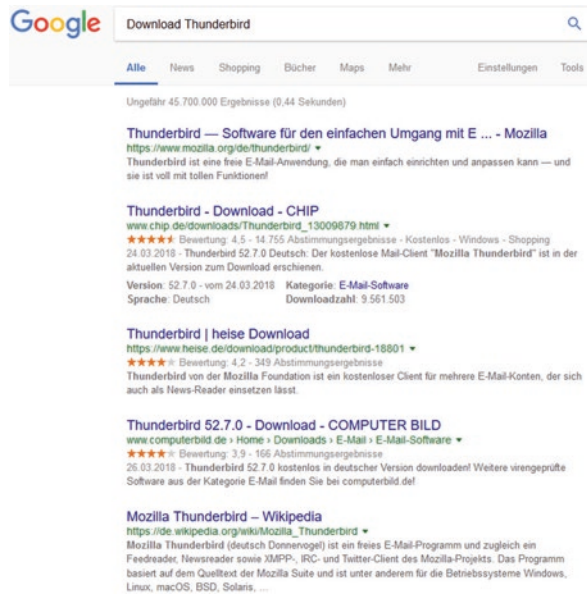 Google
Download Thunderbird
Alle News Shopping Bücher Maps Mehr Einstellungen Tools
Ungefähr 45.700.000 Ergebnisse (0,44 Sekunden)
Thunderbird — Software für den einfachen Umgang mit E ... - Mozilla
https://www.mozilla.org/de/thunderbird/
Thunderbird ist eine freie E-Mail-Anwendung, die man einfach einrichten und anpassen kann — und
sie ist voll mit tollen Funktionen!
Thunderbird - Download - CHIP
www.chip.de/downloads/Thunderbird_13009879.html
Bewertung: 4,5 - 14.755 Abstimmungsergebnisse - Kostenlos - Windows - Shopping
24.03.2018 - Thunderbird 52.7.0 Deutsch: Der kostenlose Mail-Client "Mozilla Thunderbird" ist in der
aktuellen Version zum Download erschienen.
Version: 52.7.0 - vom 24.03.2018 Kategorie: E-Mail-Software
Sprache: Deutsch Downloadzahl: 9.561.503
Thunderbird | heise Download
https://www.heise.de/download/product/thunderbird-18801
Bewertung: 4,2 - 349 Abstimmungsergebnisse
Thunderbird von der Mozilla Foundation ist ein kostenloser Client für mehrere E-Mail-Konten, der sich
auch als News-Reader einsetzen lässt.
Thunderbird 52.7.0 - Download - COMPUTER BILD
www.computerbild.de › Home › Downloads › E-Mail › E-Mail-Software
Bewertung: 3,9 - 166 Abstimmungsergebnisse
26.03.2018 - Thunderbird 52.7.0 kostenlos in deutscher Version downloaden! Weitere virengeprüfte
Software aus der Kategorie E-Mail finden Sie bei computerbild.de!
Mozilla Thunderbird – Wikipedia
https://de.wikipedia.org/wiki/Mozilla_Thunderbird
Mozilla Thunderbird (deutsch Donnervogel) ist ein freies E-Mail-Programm und zugleich ein
Feedreader, Newsreader sowie XMPP-, IRC- und Twitter-Client des Mozilla-Projekts. Das Programm
basiert auf dem Quelltext der Mozilla Suite und ist unter anderem für die Betriebssysteme Windows,
Linux, macOS, BSD, Solaris, ...